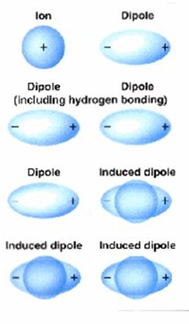 Ion Dipole
+ - +
Dipole Dipole
(including hydrogen bonding)
- + - +
Dipole Induced dipole
- + - +
Induced dipole Induced dipole
- + - +